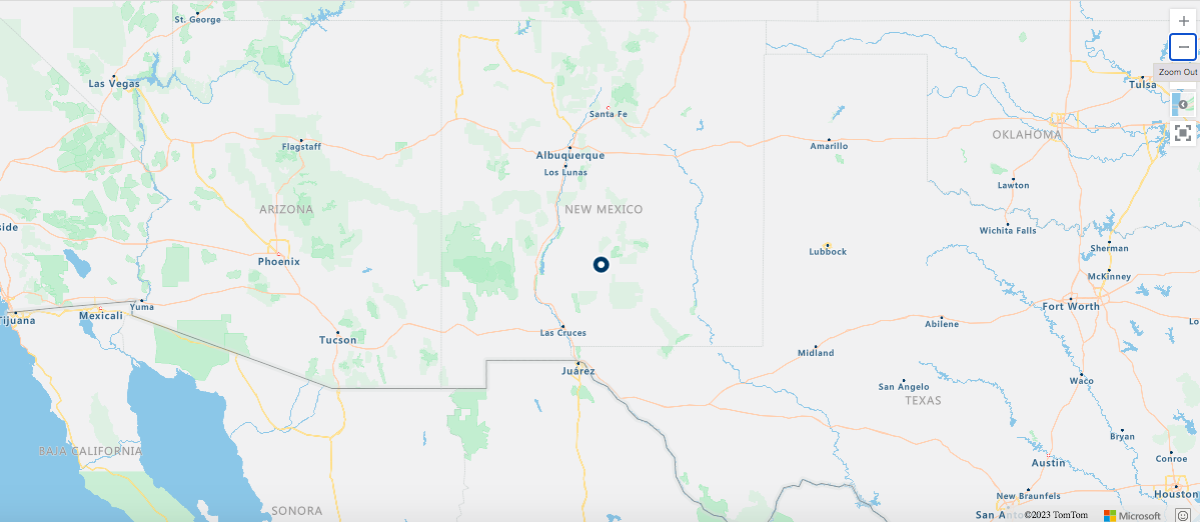 St. George
Las Vegas
Zoom Out
Tulsa
Santa Fe
OKLAHOMA
Flagstaff
Amarillo
Albuquerque
Los Lunas
Lawton
ARIZONA
NEW MEXICO
side
Wichita Falls
Sherman
Lubbock
Phoenix
McKinney
Yuma
Fort Worth
Mexicali
Tijuana
Lo
Abilene
Las Cruces
Tucson
Midland
Juárez
Waco
San Angelo
TEXAS
Bryan
BAJA CALIFORNIA
Conroe
Austin
New Braunfels
Houston
SONORA
San Anto
©2023 TomTom
Microsoft